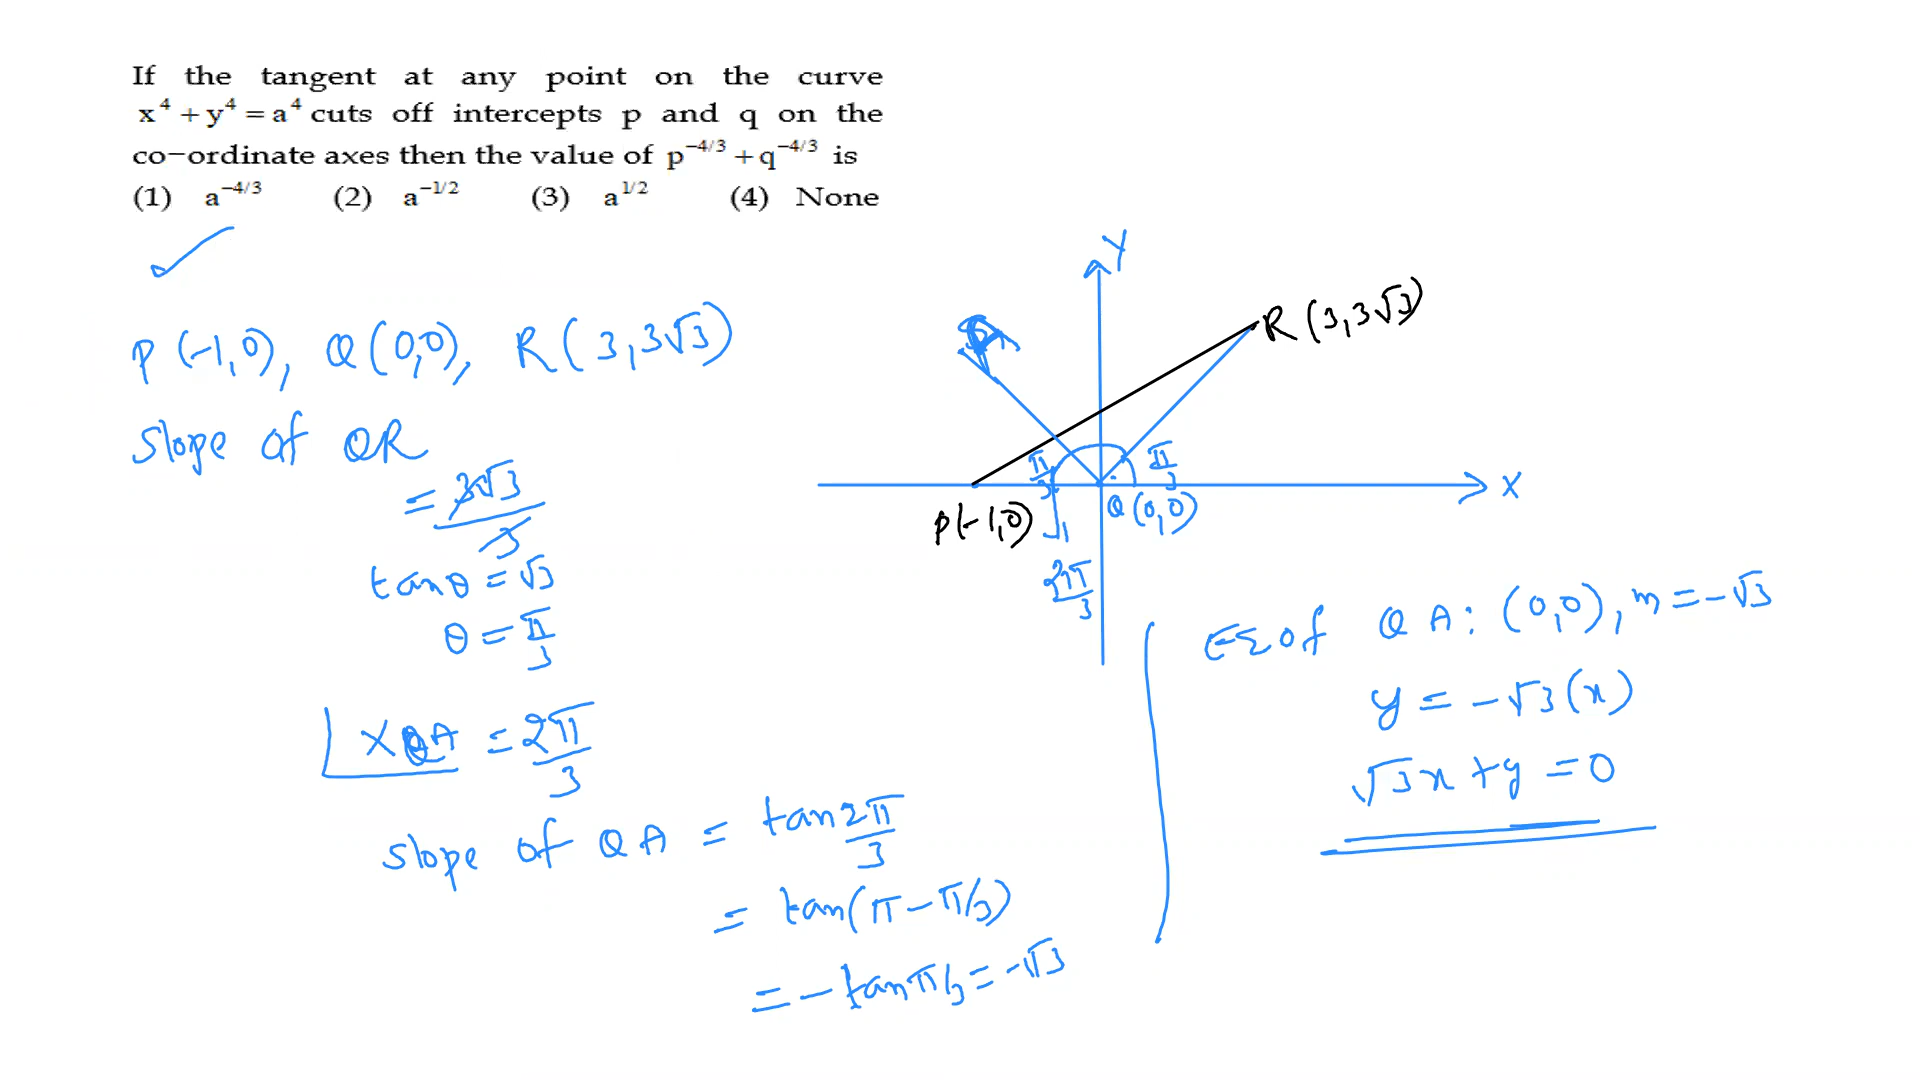 If the tangent at any point on the curve
x⁴ + y⁴ = a⁴ cuts off intercepts p and q on the
co-ordinate axes then the value of p^{-4/3} + q^{-4/3} is
(1) a^{-4/3} (2) a^{-1/2} (3) a^{1/2} (4) None
P(-1,0), Q(0,0), R(3,3√3)
Slope of QR
= 3√3/3
tanθ = √3
θ = π/3
XQA = 2π/3
Slope of QA = tan 2π/3
= tan(π - π/3)
= - tan π/3 = -√3
Y
A
R(3,3√3)
π/3
π/3
X
P(-1,0)
Q(0,0)
2π/3
Eq of QA: (0,0), m = -√3
y = -√3(x)
√3x + y = 0